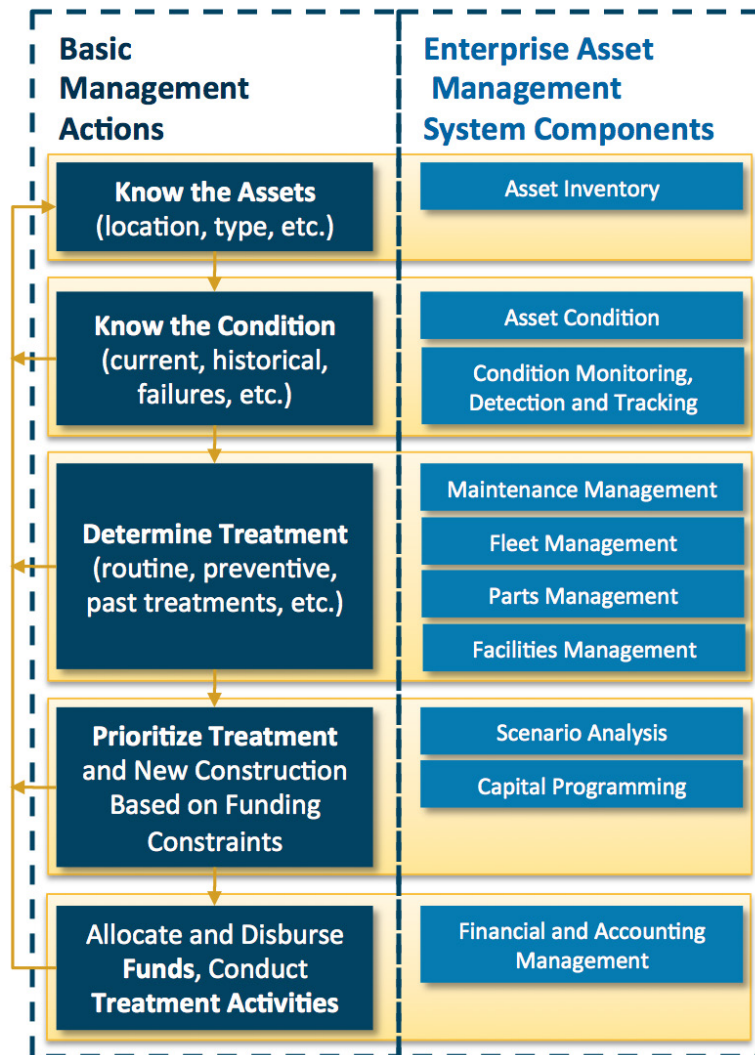 Basic
Management
Actions
Enterprise Asset
Management
System Components
Know the Assets
(location, type, etc.)
Asset Inventory
Know the Condition
(current, historical,
failures, etc.)
Asset Condition
Condition Monitoring,
Detection and Tracking
Determine Treatment
(routine, preventive,
past treatments, etc.)
Maintenance Management
Fleet Management
Parts Management
Facilities Management
Prioritize Treatment
and New Construction
Based on Funding
Constraints
Scenario Analysis
Capital Programming
Allocate and Disburse
Funds, Conduct
Treatment Activities
Financial and Accounting
Management